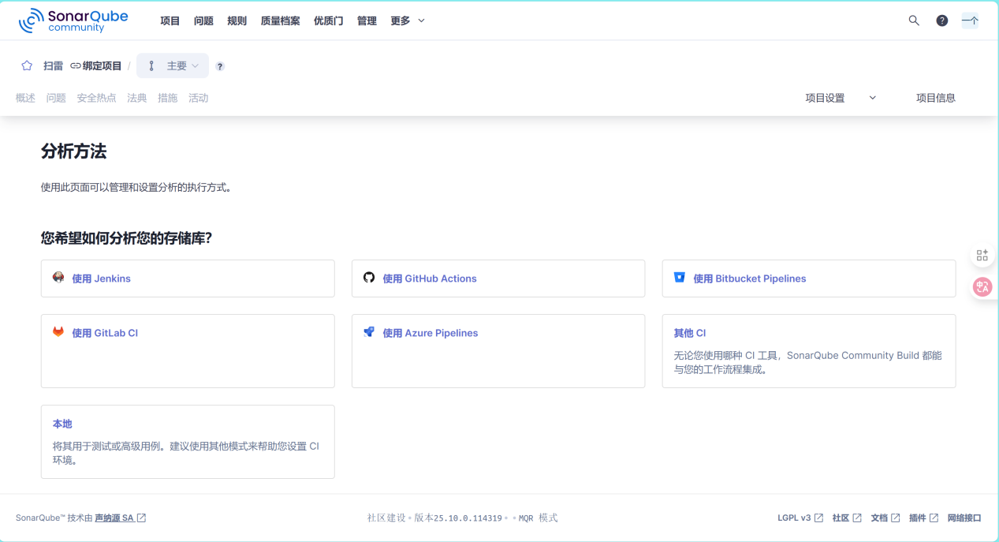 SonarQube community
项目 问题 规则 质量档案 优质门 管理 更多
一个
扫雷 绑定项目 / 主要 ?
概述 问题 安全热点 法典 措施 活动
项目设置 项目信息
分析方法
使用此页面可以管理和设置分析的执行方式。
您希望如何分析您的存储库?
使用 Jenkins
使用 GitHub Actions
使用 Bitbucket Pipelines
使用 GitLab CI
使用 Azure Pipelines
其他 CI
无论您使用哪种 CI 工具，SonarQube Community Build 都能
与您的工作流程集成。
本地
将其用于测试或高级用例。建议使用其他模式来帮助您设置 CI
环境。
SonarQube™ 技术由 声纳源 SA
社区建设 • 版本25.10.0.114319 • • MQR 模式
LGPL v3 社区 文档 插件 网络接口